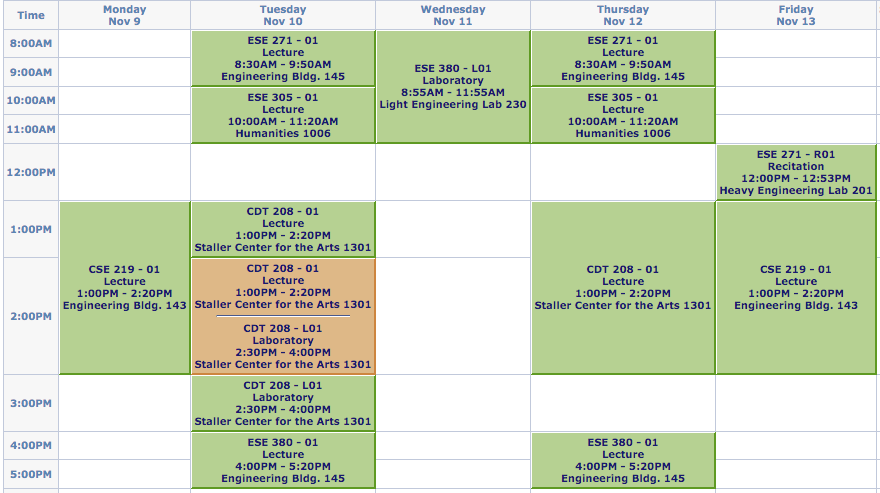 Time
Monday
Nov 9
Tuesday
Nov 10
Wednesday
Nov 11
Thursday
Nov 12
Friday
Nov 13
8:00AM
ESE 271 - 01
Lecture
8:30AM - 9:50AM
Engineering Bldg. 145
ESE 380 - L01
Laboratory
8:55AM - 11:55AM
Light Engineering Lab 230
ESE 271 - 01
Lecture
8:30AM - 9:50AM
Engineering Bldg. 145
9:00AM
10:00AM
ESE 305 - 01
Lecture
10:00AM - 11:20AM
Humanities 1006
ESE 305 - 01
Lecture
10:00AM - 11:20AM
Humanities 1006
11:00AM
12:00PM
ESE 271 - R01
Recitation
12:00PM - 12:53PM
Heavy Engineering Lab 201
1:00PM
CSE 219 - 01
Lecture
1:00PM - 2:20PM
Engineering Bldg. 143
CDT 208 - 01
Lecture
1:00PM - 2:20PM
Staller Center for the Arts 1301
CDT 208 - 01
Lecture
1:00PM - 2:20PM
Staller Center for the Arts 1301
CSE 219 - 01
Lecture
1:00PM - 2:20PM
Engineering Bldg. 143
2:00PM
CDT 208 - 01
Lecture
1:00PM - 2:20PM
Staller Center for the Arts 1301
CDT 208 - L01
Laboratory
2:30PM - 4:00PM
Staller Center for the Arts 1301
3:00PM
CDT 208 - L01
Laboratory
2:30PM - 4:00PM
Staller Center for the Arts 1301
4:00PM
ESE 380 - 01
Lecture
4:00PM - 5:20PM
Engineering Bldg. 145
ESE 380 - 01
Lecture
4:00PM - 5:20PM
Engineering Bldg. 145
5:00PM